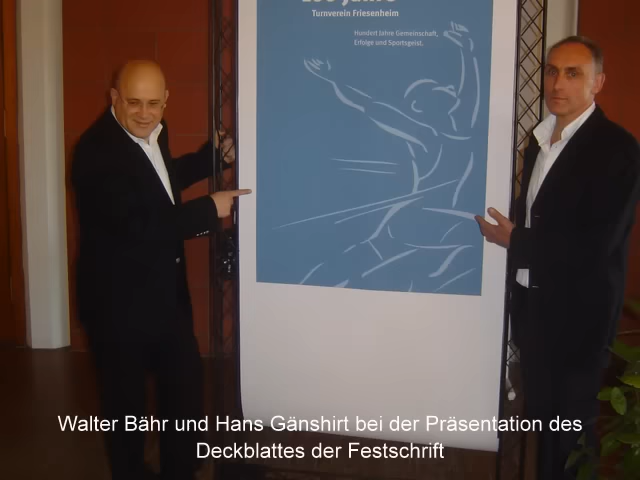 Turnverein Friesenheim
Hundert Jahre Gemeinschaft,
Erfolge und Sportsgeist.
Walter Bähr und Hans Gänshirt bei der Präsentation des
Deckblattes der Festschrift